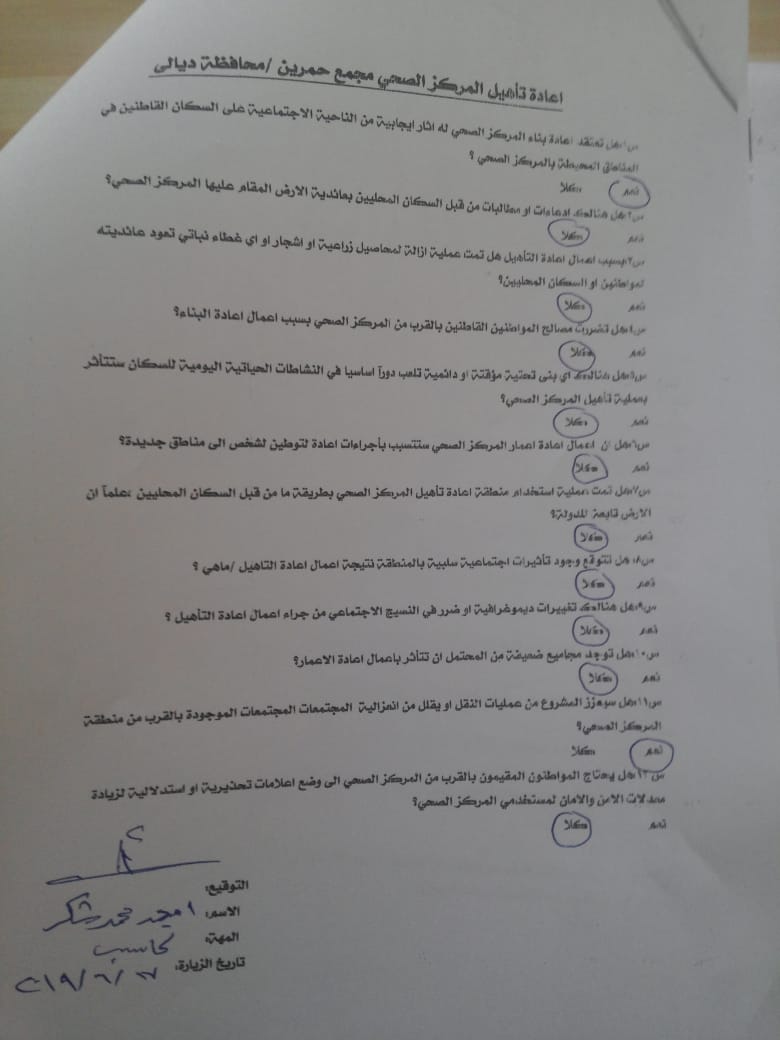 اعادة تأهيل المركز الصحي مجمع حمرين /محافظة ديالى
س١:هل تعتقد اعادة بناء المركز الصحي له اثار ايجابية من الناحية الاجتماعية على السكان القاطنين في
المناطق المحيطة بالمركز الصحي ؟
نعم كلا
س٢:هل هنالك ادعاءات او مطالبات من قبل السكان المحليين بعائدية الارض المقام عليها المركز الصحي؟
نعم كلا
س٣:بسبب اعمال اعادة التأهيل هل تمت عملية ازالة لمحاصيل زراعية او اشجار او اي غطاء نباتي تعود عائديته
لمواطنين او السكان المحليين؟
نعم كلا
س٤:هل تضررت مصالح المواطنين القاطنين بالقرب من المركز الصحي بسبب اعمال اعادة البناء؟
نعم كلا
س٥:هل هنالك اي بنى تحتية مؤقتة او دائمية تلعب دورآ اساسيا في النشاطات الحياتية اليومية للسكان ستتأثر
بعملية تأهيل المركز الصحي؟
نعم كلا
س٦:هل ان اعمال اعادة اعمار المركز الصحي ستتسبب بأجراءات اعادة لتوطين لشخص الى مناطق جديدة؟
نعم كلا
س٧:هل تمت عملية استخدام منطقة اعادة تأهيل المركز الصحي بطريقة ما من قبل السكان المحليين ،علمآ ان
الارض تابعة للدولة؟
نعم كلا
س٨: هل تتوقع وجود تأثيرات اجتماعية سلبية بالمنطقة نتيجة اعمال اعادة التاهيل /ماهي ؟
نعم كلا
س٩:هل هنالك تغييرات ديموغرافية او ضرر في النسيج الاجتماعي من جراء اعمال اعادة التأهيل ؟
نعم كلا
س١٠:هل توجد مجاميع ضعيفة من المحتمل ان تتأثر باعمال اعادة الاعمار؟
نعم كلا
س١١:هل سيعزز المشروع من عمليات النقل او يقلل من انعزالية المجتمعات المجتمعات الموجودة بالقرب من منطقة
المركز الصحي؟
نعم كلا
س١٢:هل يحتاج المواطنون المقيمون بالقرب من المركز الصحي الى وضع اعلامات تحذيرية او استدلالية لزيادة
معدلات الامن والامان لمستخدمي المركز الصحي؟
نعم كلا
التوقيع:
الاسم: امجد محمد شكر
المهنة: كاسب
تاريخ الزيارة: